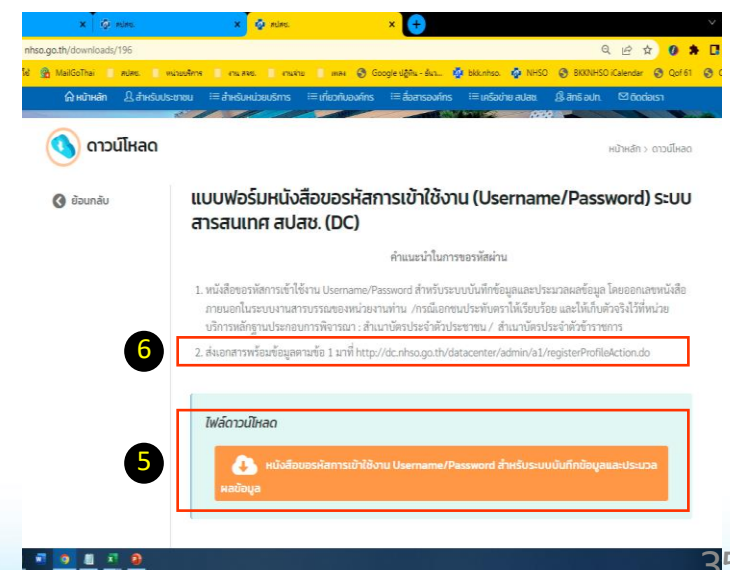 สปสช.
สปสช.
nhso.go.th/downloads/196
MailGoThai
สปสช.
หน่วยบริการ
งาน สขช.
งานราย
เพลง
bkk.nhso.
NHSO
BKKNHSO iCalendar
Qof 61
หน้าหลัก
สำหรับประชาชน
สำหรับหน่วยบริการ
เกี่ยวกับองค์กร
สื่อสารองค์กร
เครือข่าย สปสช.
สิทธิ อปท.
ติดต่อเรา
ดาวน์โหลด
หน้าหลัก > ดาวน์โหลด
ย้อนกลับ
แบบฟอร์มหนังสือขอรหัสการเข้าใช้งาน (Username/Password) ระบบ
สารสนเทศ สปสช. (DC)
คำแนะนำในการขอรหัสผ่าน
1. หนังสือขอรหัสการเข้าใช้งาน Username/Password สำหรับระบบบันทึกข้อมูลและประมวลผลข้อมูล โดยออกเลขหนังสือ
ภายนอกในระบบงานสารบรรณของหน่วยงานท่าน /กรณีเอกชนประทับตราให้เรียบร้อย และให้เก็บตัวจริงไว้ที่หน่วย
บริการหลักฐานประกอบการพิจารณา : สำเนาบัตรประจำตัวประชาชน / สำเนาบัตรประจำตัวข้าราชการ
6
2. ส่งเอกสารพร้อมข้อมูลตามข้อ 1 มาที่ http://dc.nhso.go.th/datacenter/admin/a1/registerProfileAction.do
ไฟล์ดาวน์โหลด
5
หนังสือขอรหัสการเข้าใช้งาน Username/Password สำหรับระบบบันทึกข้อมูลและประมวล
ผลข้อมูล